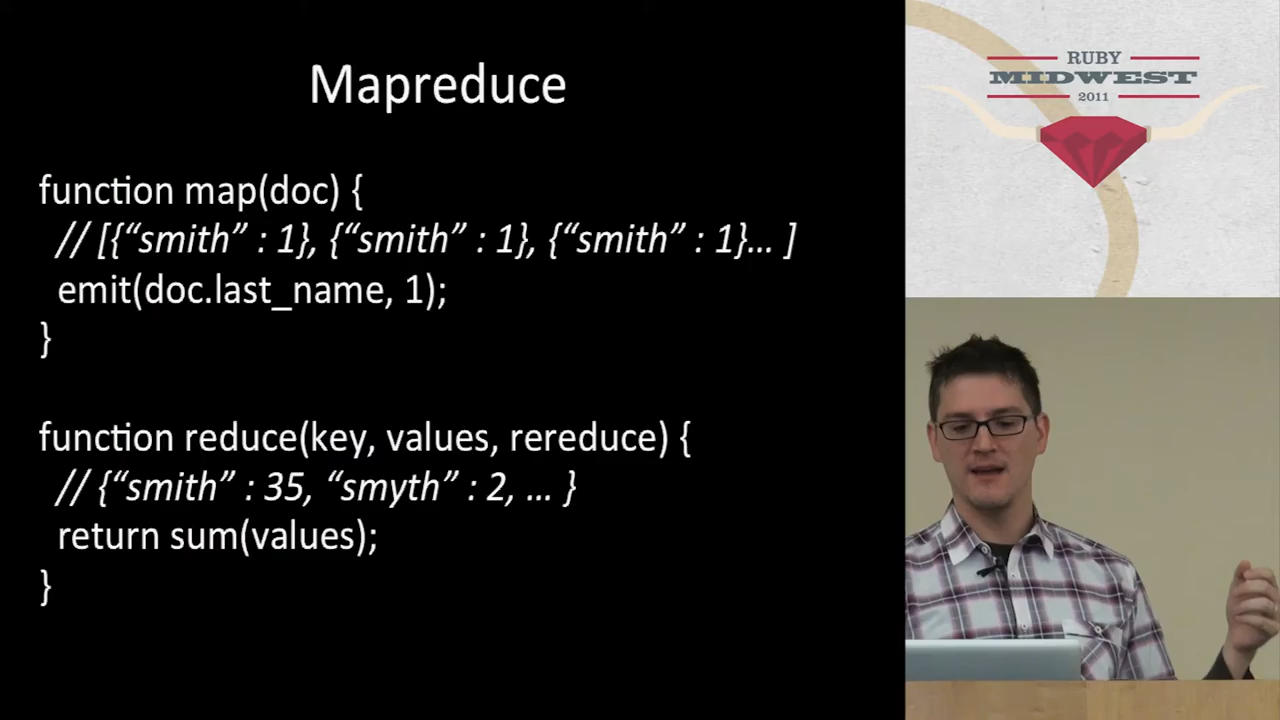 Mapreduce
function map(doc) {
// [{“smith” : 1}, {“smith” : 1}, {“smith” : 1}… ]
emit(doc.last_name, 1);
}
function reduce(key, values, rereduce) {
// {“smith” : 35, “smyth” : 2, … }
return sum(values);
}
RUBY
MIDWEST
2011